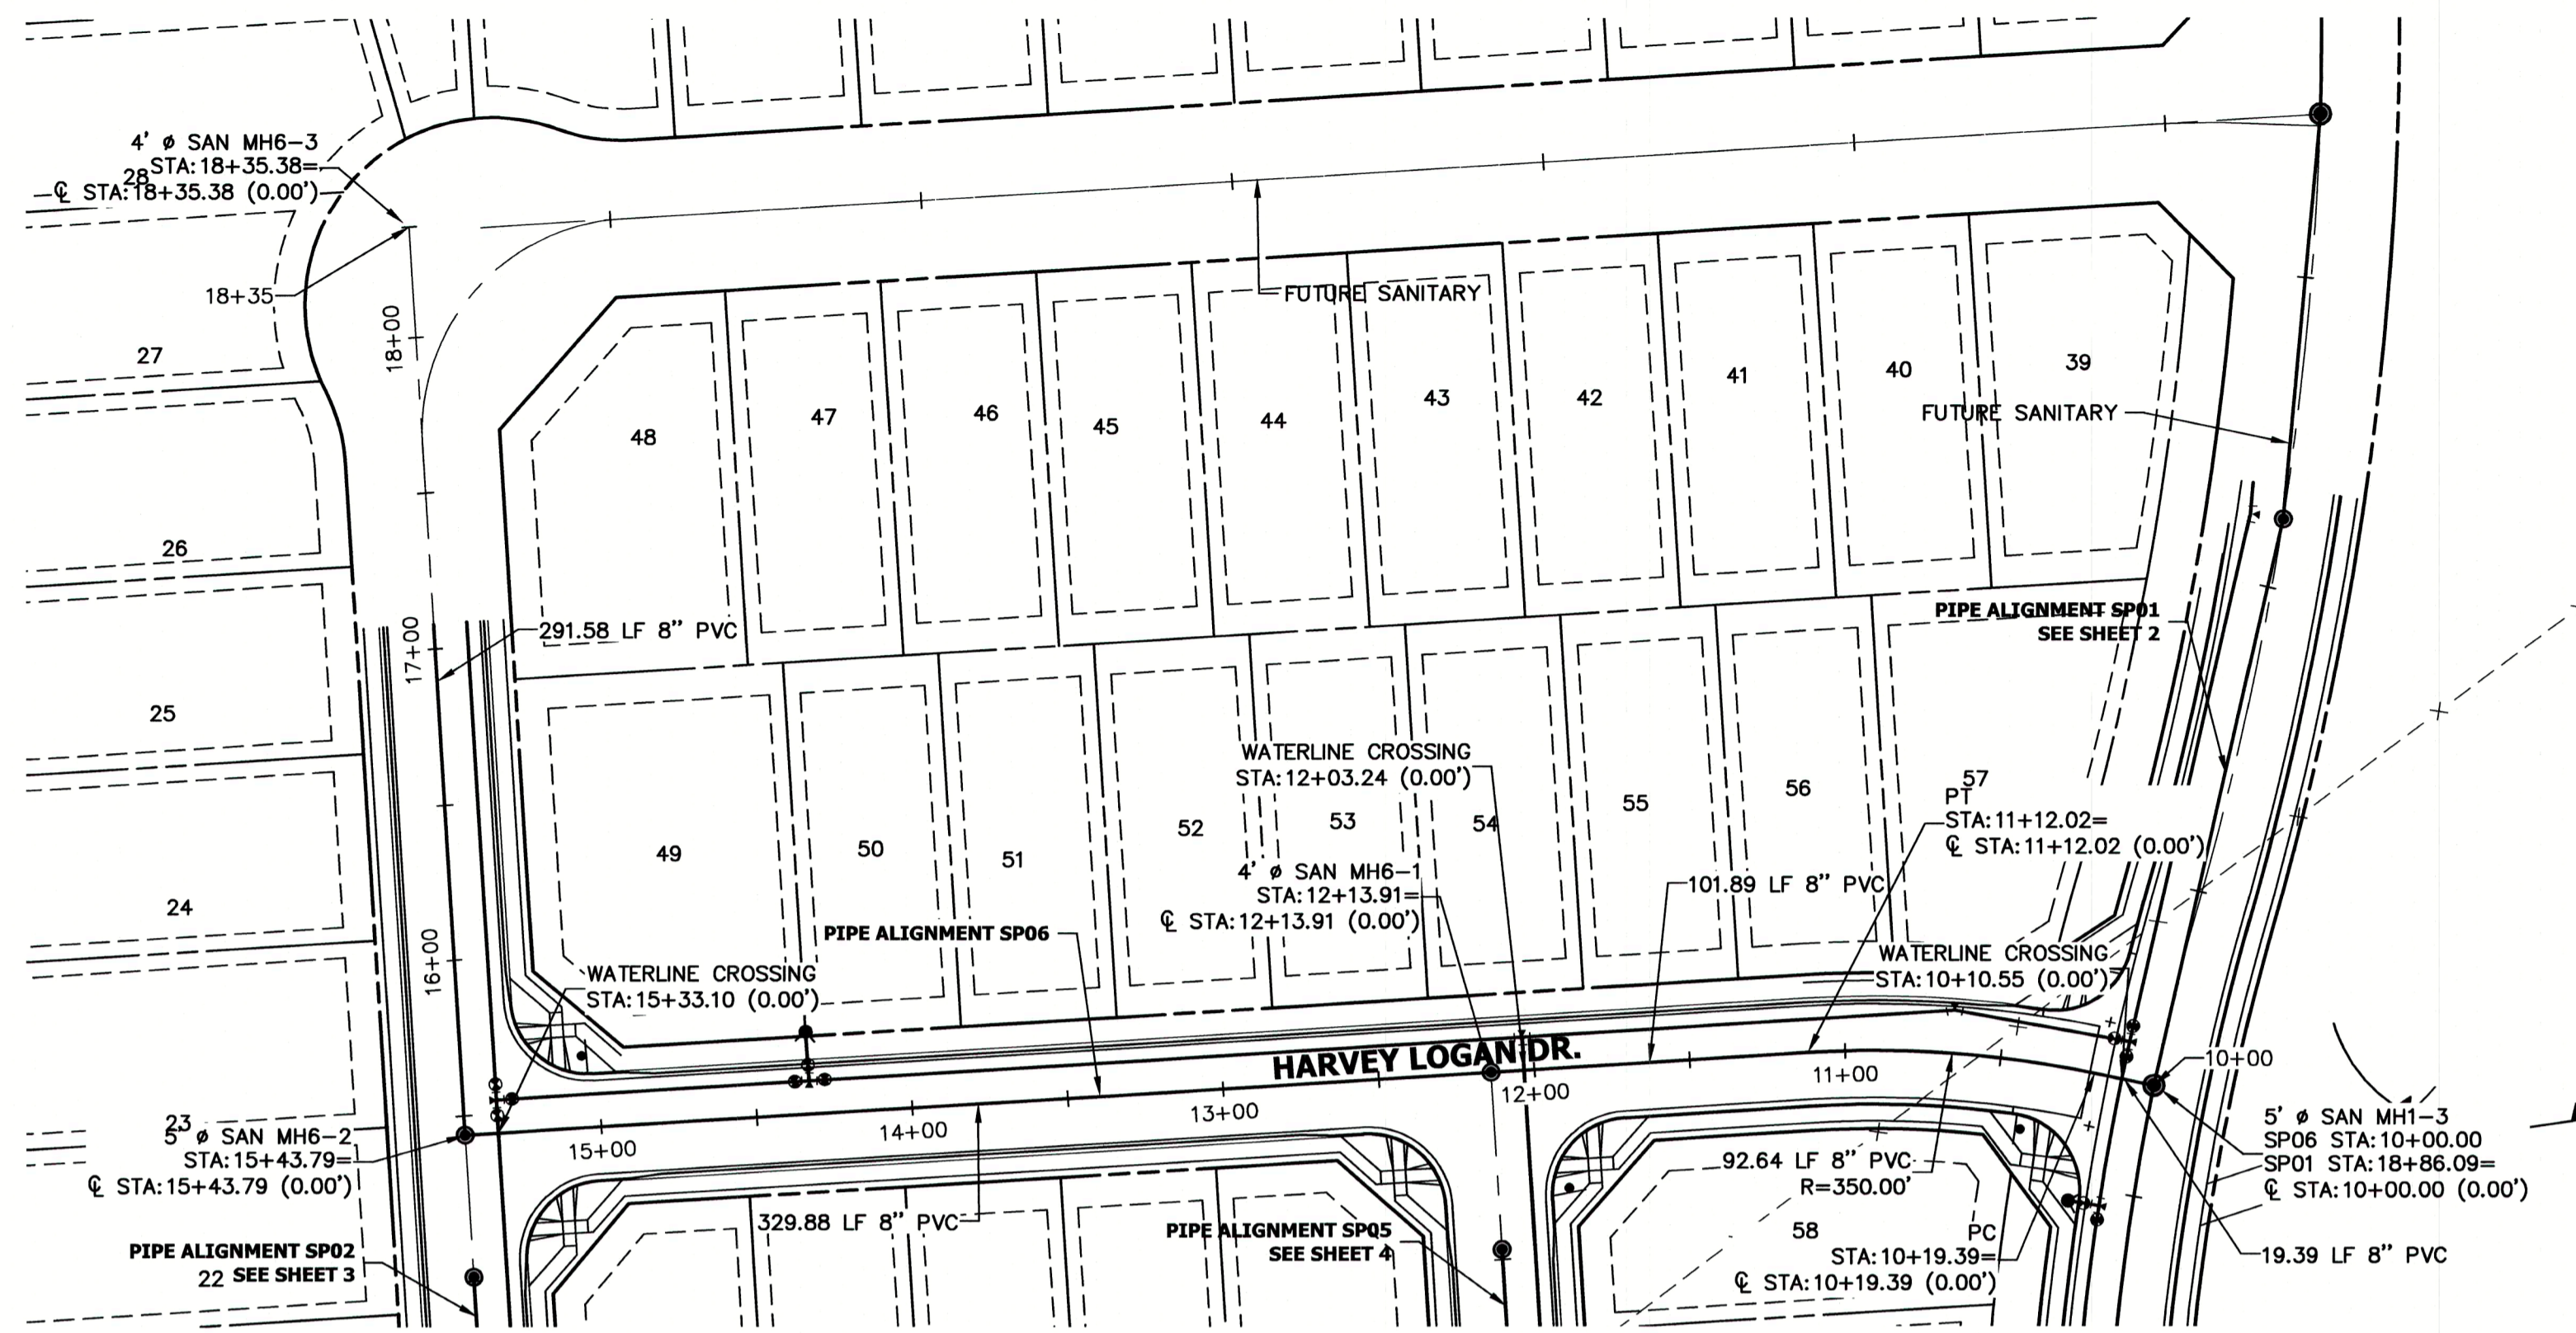 4' ø SAN MH6-3
STA:18+35.38=
28
℄ STA:18+35.38 (0.00')
18+35
18+00
27
FUTURE SANITARY
48
47
46
45
44
43
42
41
40
39
FUTURE SANITARY
26
17+00
291.58 LF 8" PVC
PIPE ALIGNMENT SP01
SEE SHEET 2
25
WATERLINE CROSSING
STA:12+03.24 (0.00')
49
50
51
52
53
54
55
56
57
PT
STA:11+12.02=
℄ STA:11+12.02 (0.00')
4' ø SAN MH6-1
STA:12+13.91=
℄ STA:12+13.91 (0.00')
101.89 LF 8" PVC
24
16+00
PIPE ALIGNMENT SP06
WATERLINE CROSSING
STA:15+33.10 (0.00')
WATERLINE CROSSING
STA:10+10.55 (0.00')
HARVEY LOGAN DR.
10+00
11+00
12+00
13+00
14+00
15+00
23
5' ø SAN MH6-2
STA:15+43.79=
℄ STA:15+43.79 (0.00')
5' ø SAN MH1-3
SP06 STA:10+00.00
SP01 STA:18+86.09=
℄ STA:10+00.00 (0.00')
92.64 LF 8" PVC
R=350.00'
329.88 LF 8" PVC
PIPE ALIGNMENT SP05
SEE SHEET 4
58
PC
STA:10+19.39=
℄ STA:10+19.39 (0.00')
19.39 LF 8" PVC
PIPE ALIGNMENT SP02
22 SEE SHEET 3